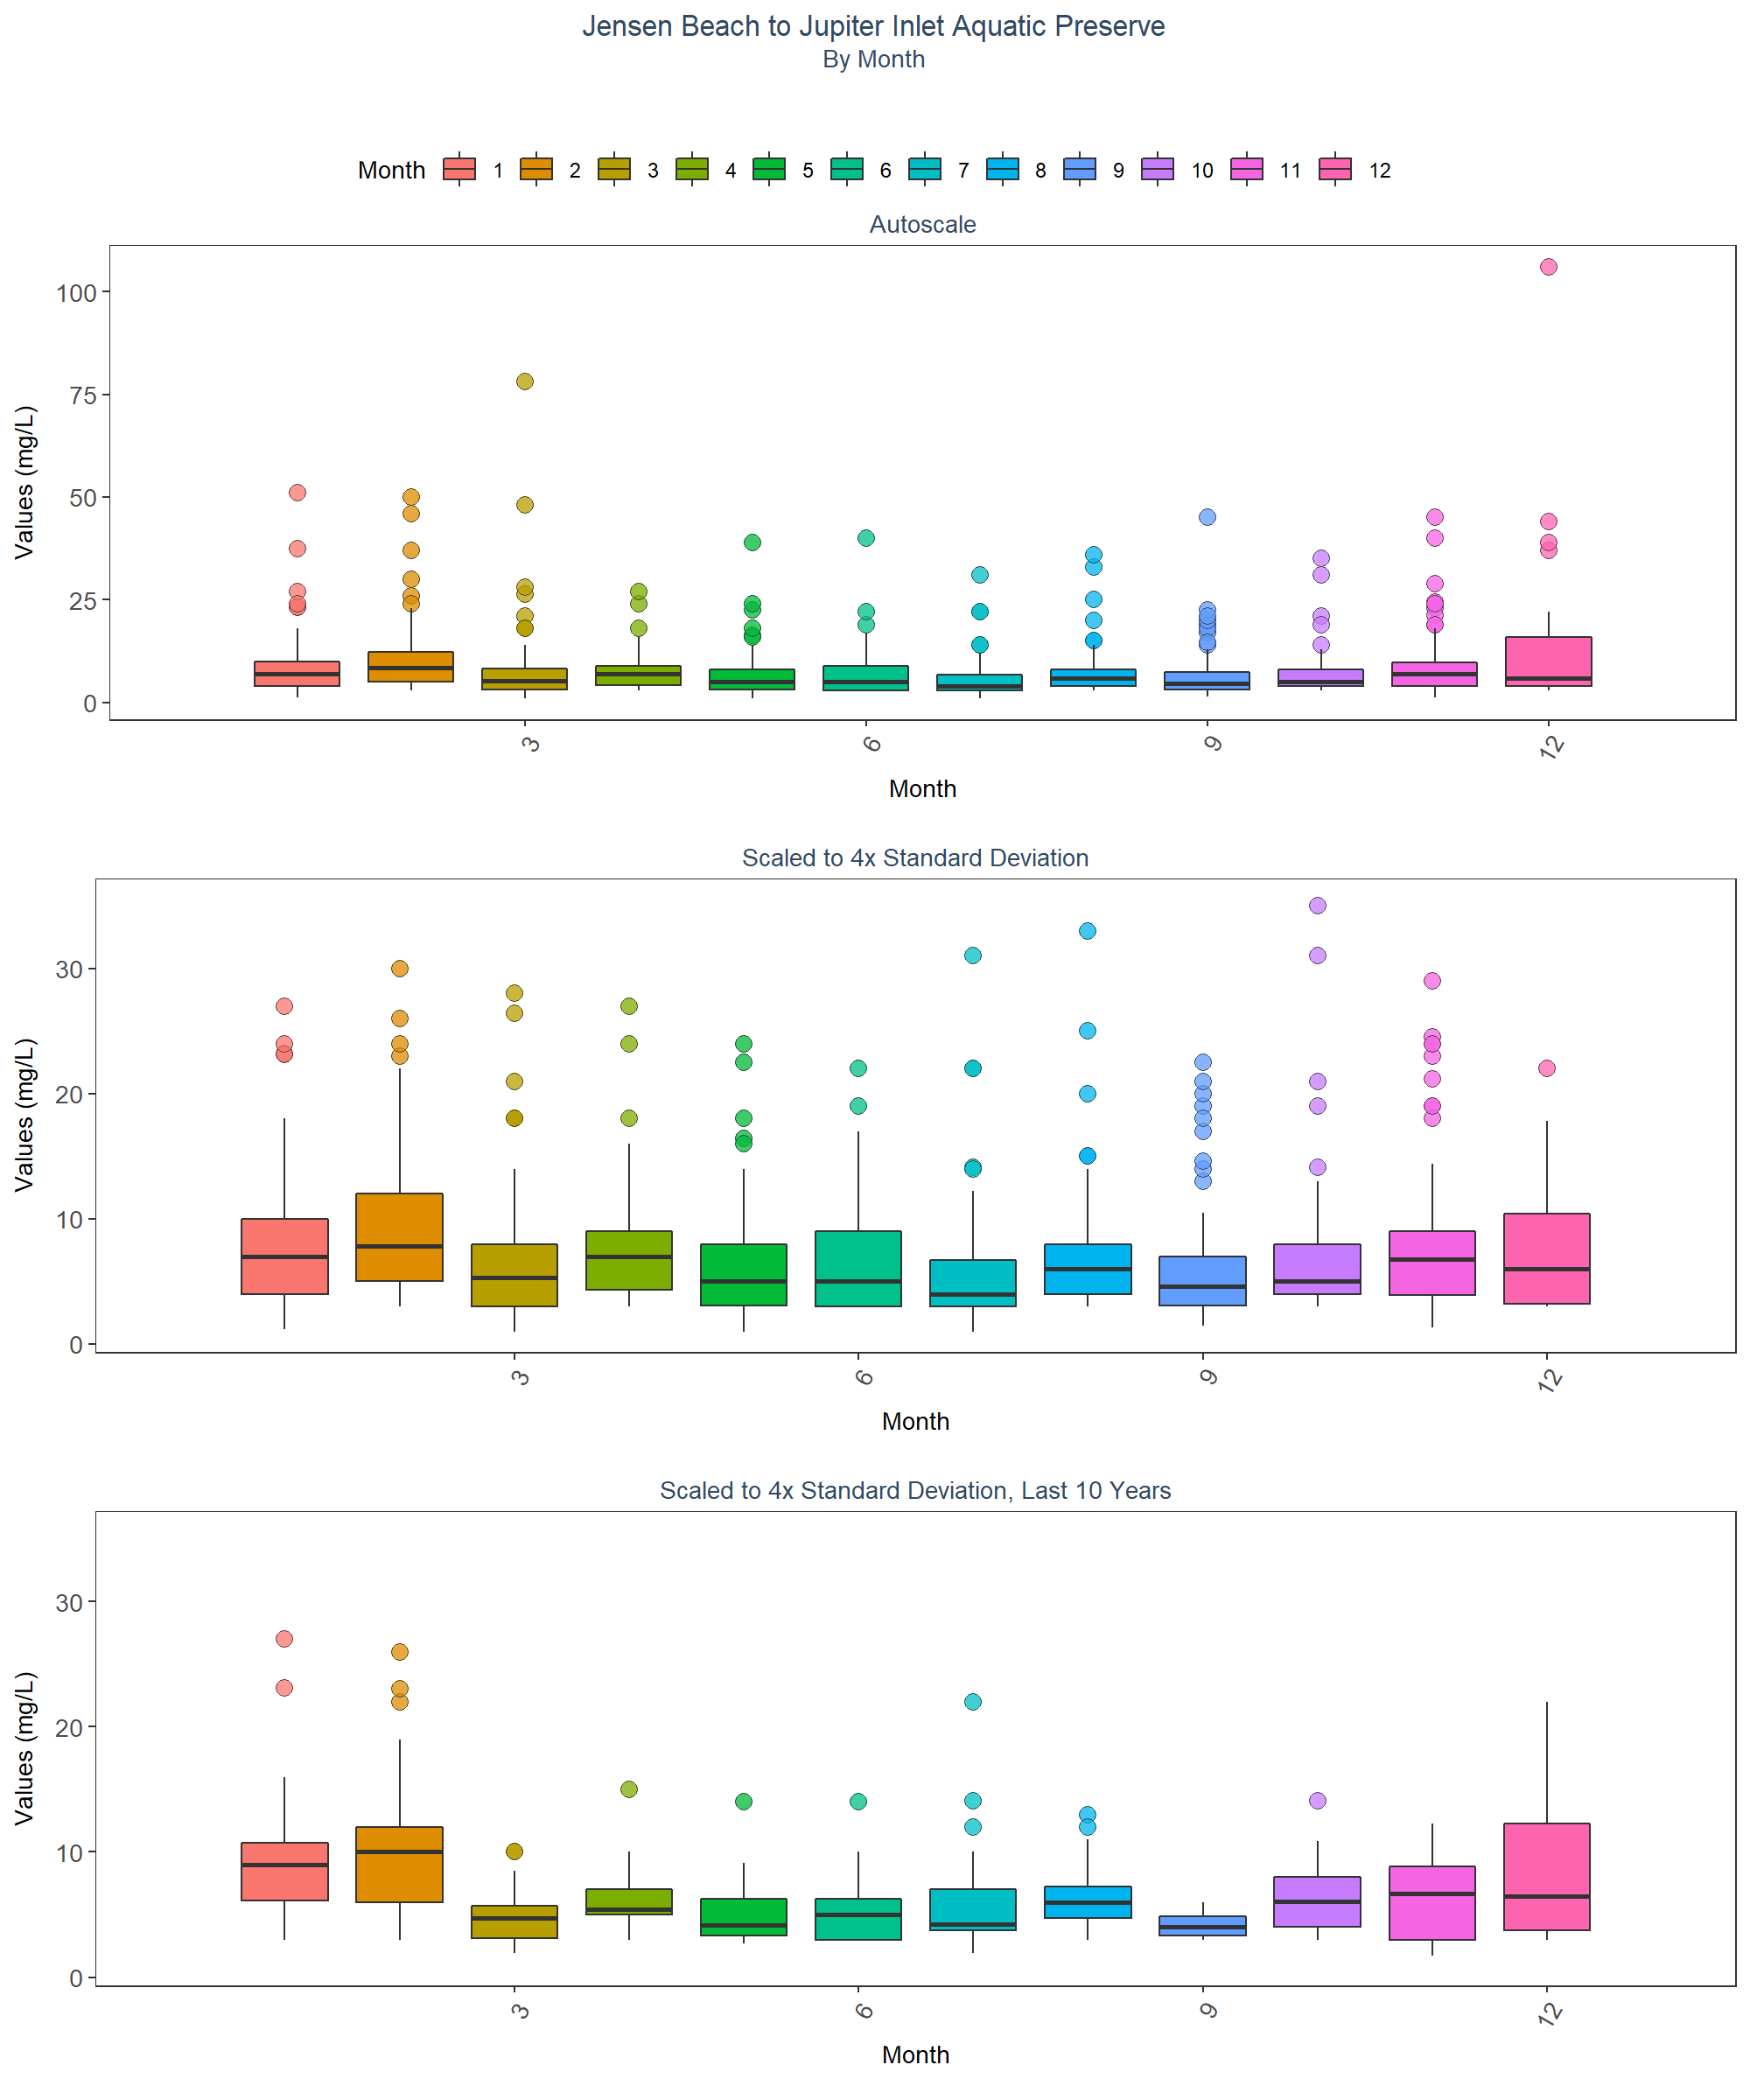 Jensen Beach to Jupiter Inlet Aquatic Preserve
By Month
Month 1 2 3 4 5 6 7 8 9 10 11 12
Autoscale
Values (mg/L)
100
75
50
25
0
3 6 9 12
Month
Scaled to 4x Standard Deviation
Values (mg/L)
30
20
10
0
3 6 9 12
Month
Scaled to 4x Standard Deviation, Last 10 Years
Values (mg/L)
30
20
10
0
3 6 9 12
Month